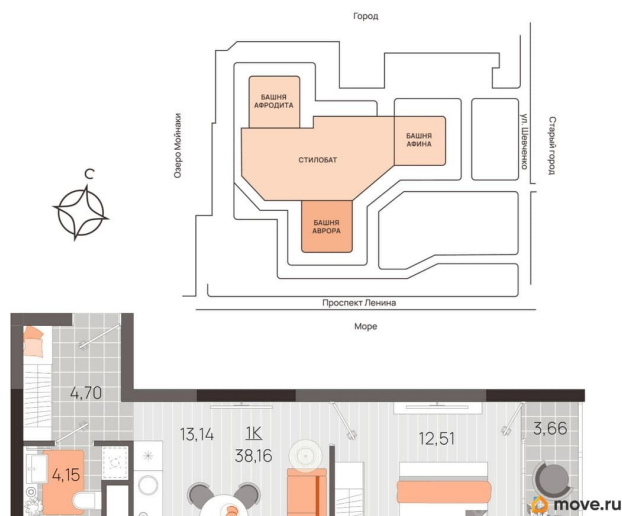 Город
БАШНЯ
АФРОДИТА
БАШНЯ
АФИНА
СТИЛОБАТ
БАШНЯ
АВРОРА
Озеро Мойнаки
ул. Шевченко
Старый город
С
Проспект Ленина
Море
4,70
13,14
1К
38,16
12,51
3,66
4,15
move.ru